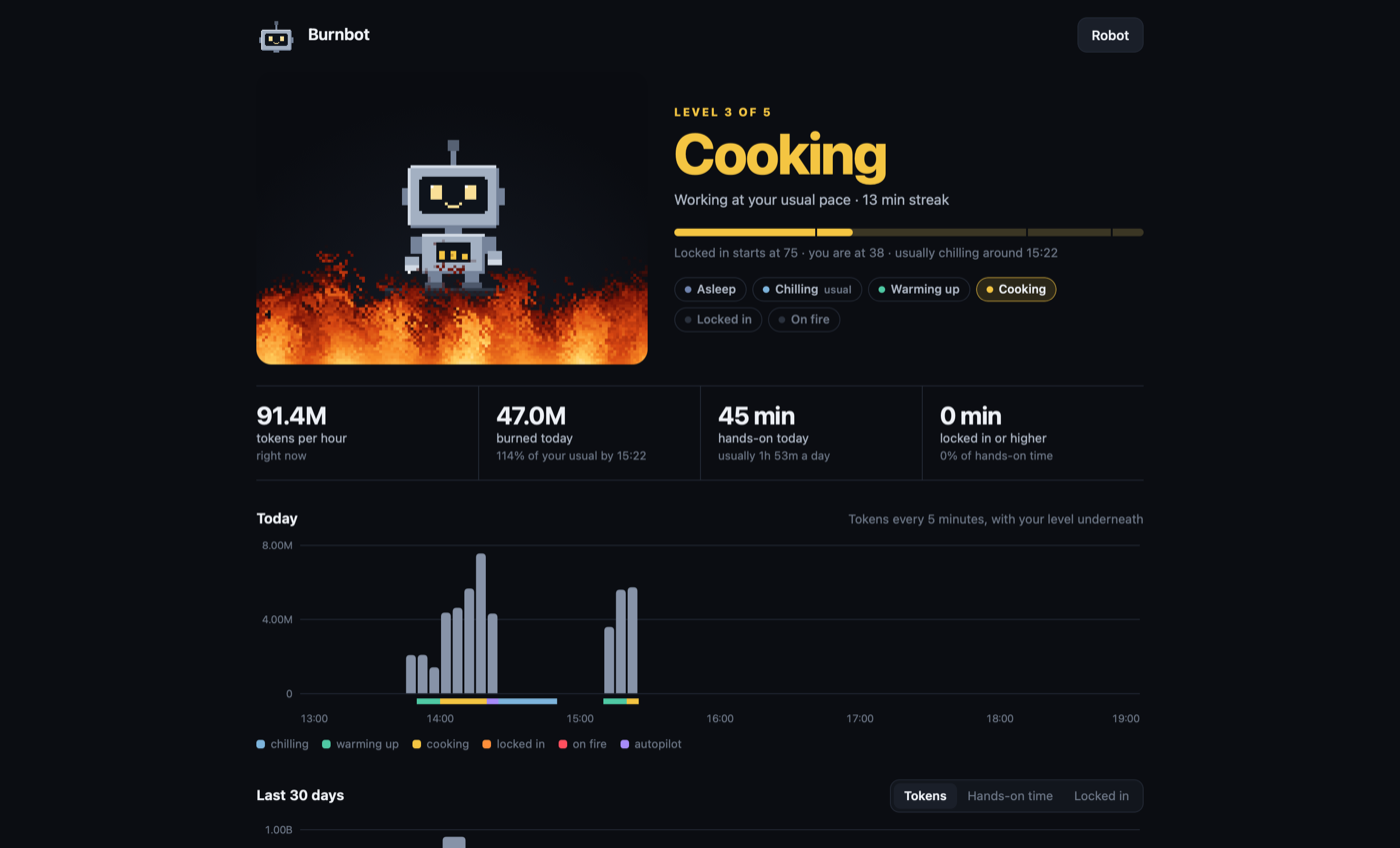 Burnbot
Robot
LEVEL 3 OF 5
Cooking
Working at your usual pace · 13 min streak
Locked in starts at 75 · you are at 38 · usually chilling around 15:22
Asleep
Chilling usual
Warming up
Cooking
Locked in
On fire
91.4M
tokens per hour
right now
47.0M
burned today
114% of your usual by 15:22
45 min
hands-on today
usually 1h 53m a day
0 min
locked in or higher
0% of hands-on time
Today
Tokens every 5 minutes, with your level underneath
8.00M
4.00M
0
13:00
14:00
15:00
16:00
17:00
18:00
19:00
chilling
warming up
cooking
locked in
on fire
autopilot
Last 30 days
Tokens
Hands-on time
Locked in
1.00B